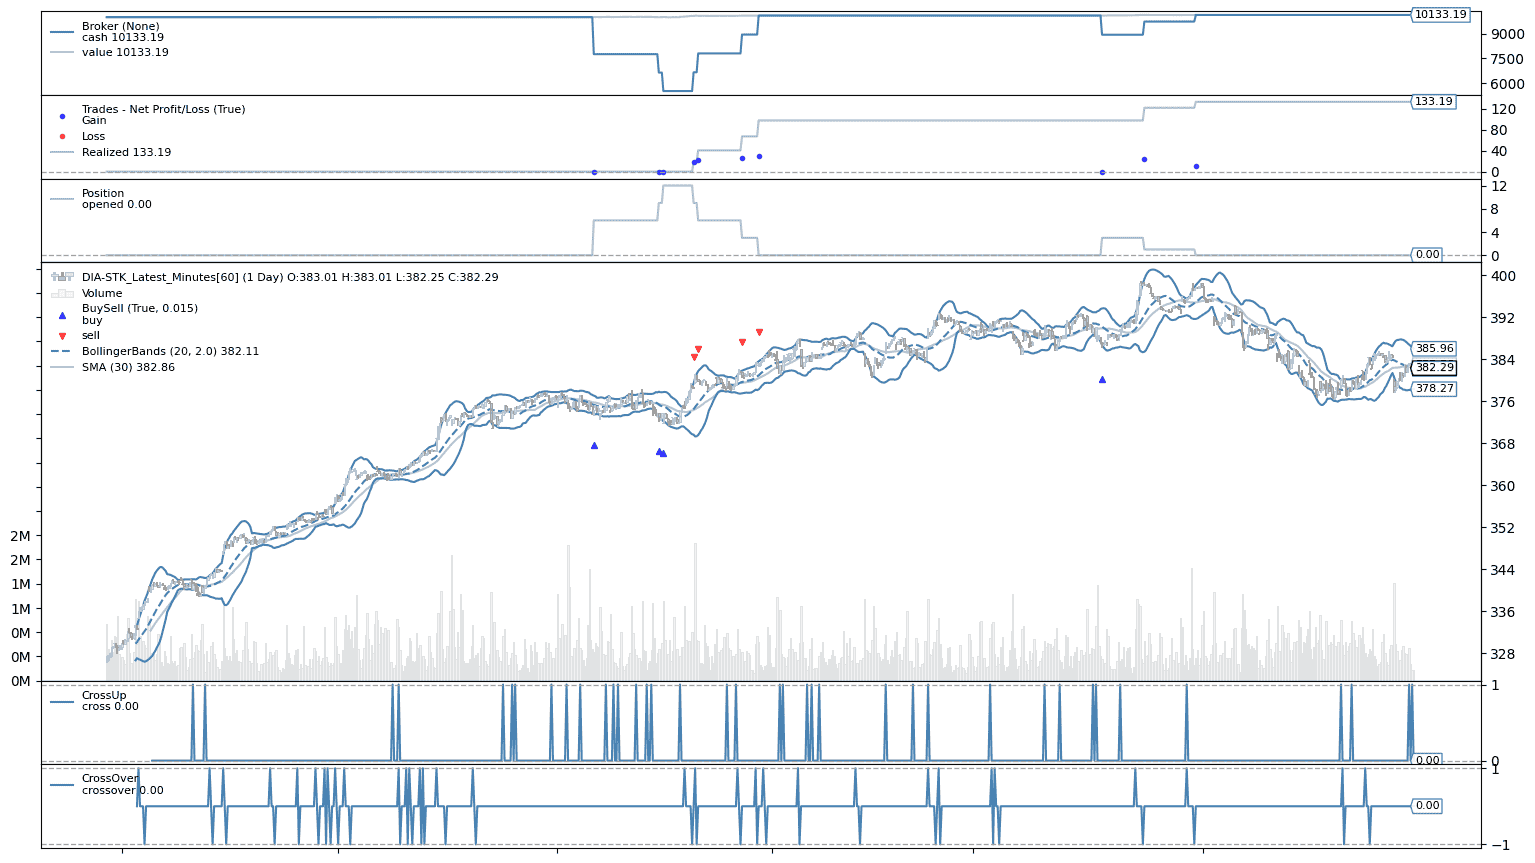 Broker (None)
cash 10133.19
value 10133.19
10133.19
9000
7500
6000
Trades - Net Profit/Loss (True)
Gain
Loss
Realized 133.19
133.19
120
80
40
0
Position
opened 0.00
12
8
4
0
0.00
DIA-STK_Latest_Minutes[60] (1 Day) O:383.01 H:383.01 L:382.25 C:382.29
Volume
BuySell (True, 0.015)
buy
sell
BollingerBands (20, 2.0) 382.11
SMA (30) 382.86
400
392
384
376
368
360
352
344
336
328
385.96
382.29
378.27
2M
2M
1M
1M
0M
0M
0M
CrossUp
cross 0.00
1
0
0.00
CrossOver
crossover 0.00
1
0.00
−1